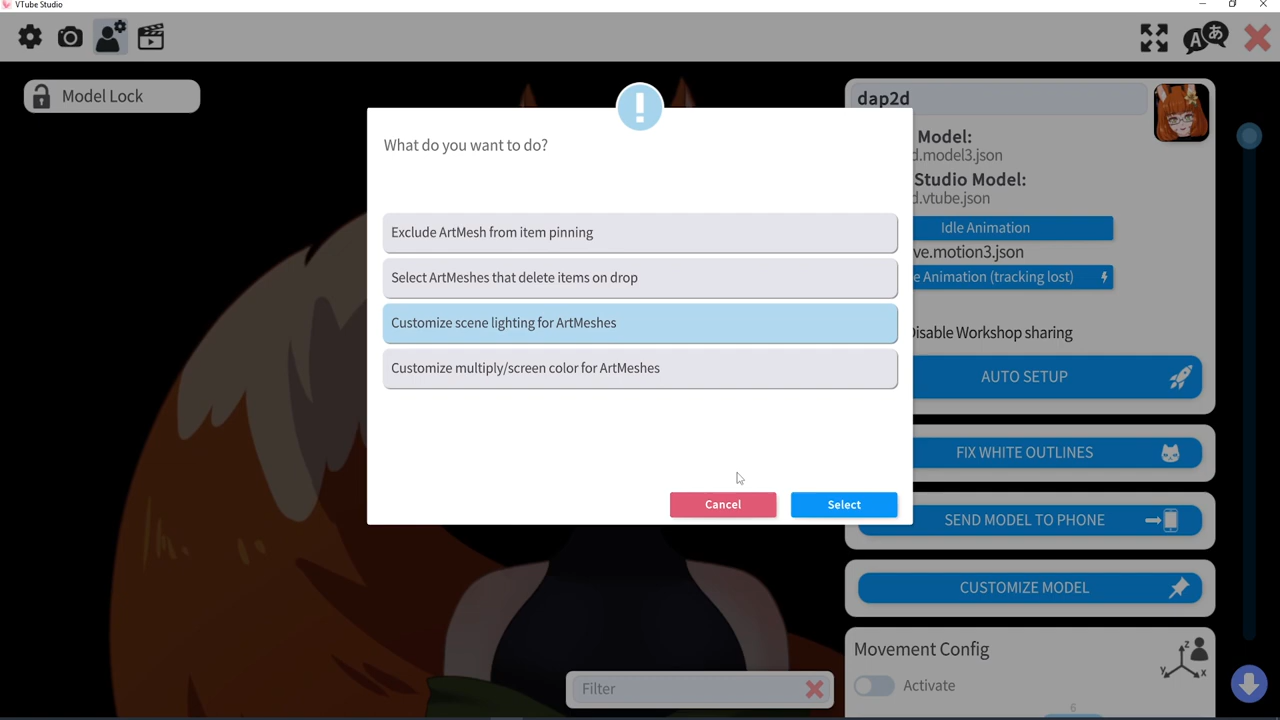 VTube Studio
A あ
Model Lock
dap2d
What do you want to do?
Model:
d.model3.json
Studio Model:
d.vtube.json
Exclude ArtMesh from item pinning
Idle Animation
ve.motion3.json
Select ArtMeshes that delete items on drop
e Animation (tracking lost)
Customize scene lighting for ArtMeshes
Disable Workshop sharing
Customize multiply/screen color for ArtMeshes
AUTO SETUP
FIX WHITE OUTLINES
Cancel
Select
SEND MODEL TO PHONE
CUSTOMIZE MODEL
Movement Config
Z
Y X
Filter
Activate
6